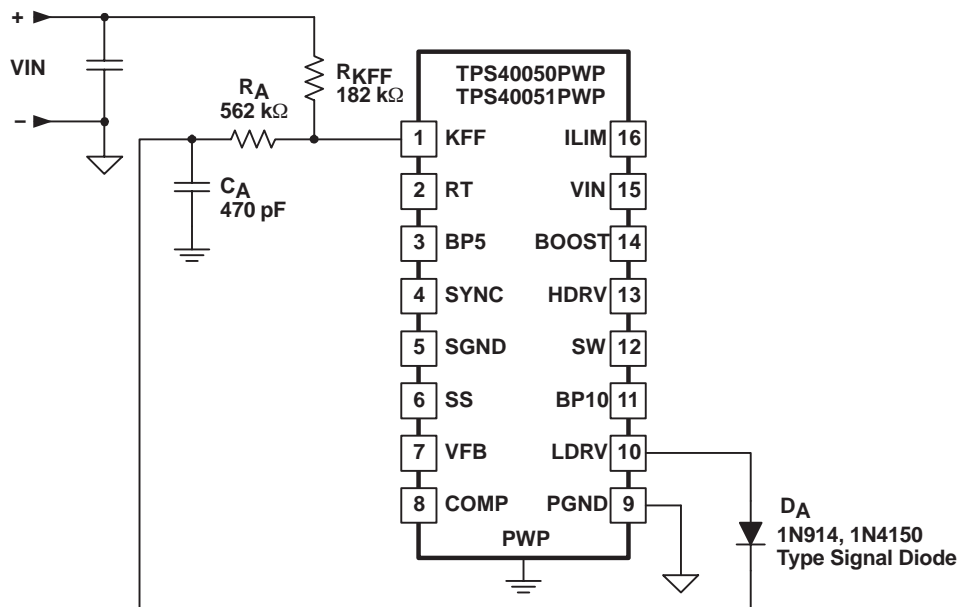 +
VIN
−
RA
562 kΩ
RKFF
182 kΩ
CA
470 pF
TPS40050PWP
TPS40051PWP
1 KFF
ILIM 16
2 RT
VIN 15
3 BP5
BOOST 14
4 SYNC
HDRV 13
5 SGND
SW 12
6 SS
BP10 11
7 VFB
LDRV 10
8 COMP
PGND 9
PWP
DA
1N914, 1N4150
Type Signal Diode